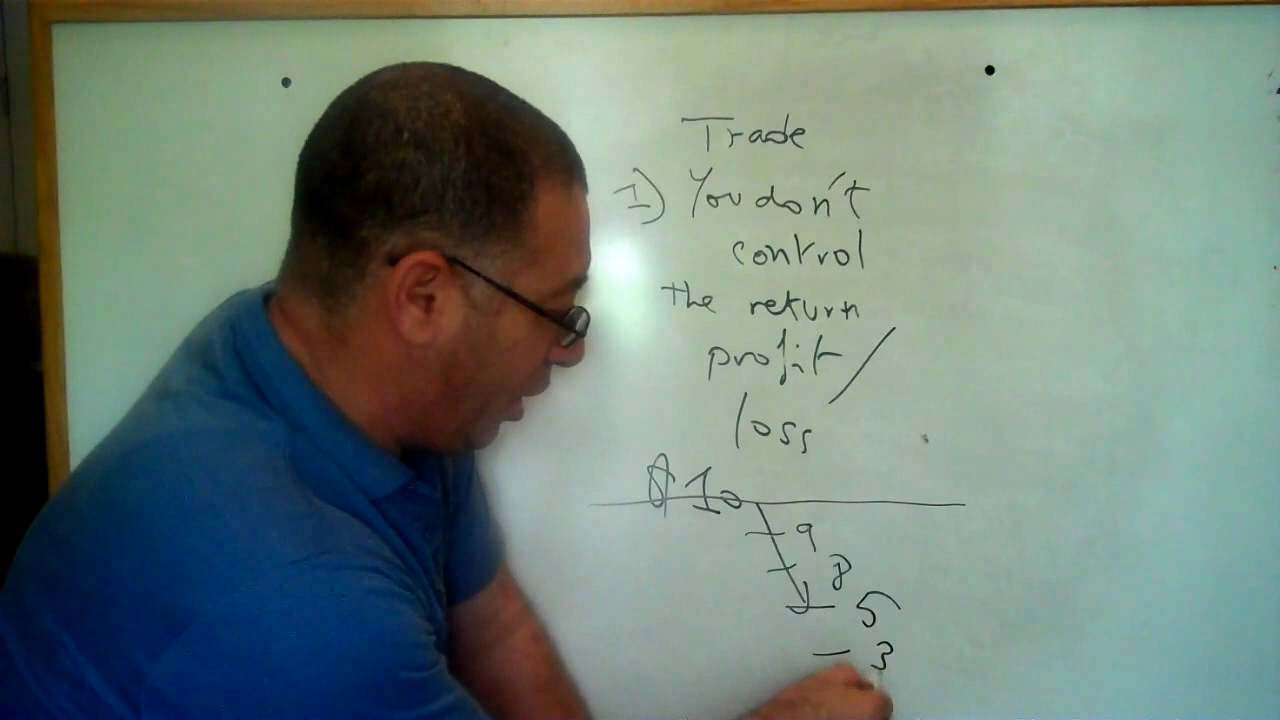 Trade
1) You don't
control
the return
profit/
loss
$10
9
8
5
3